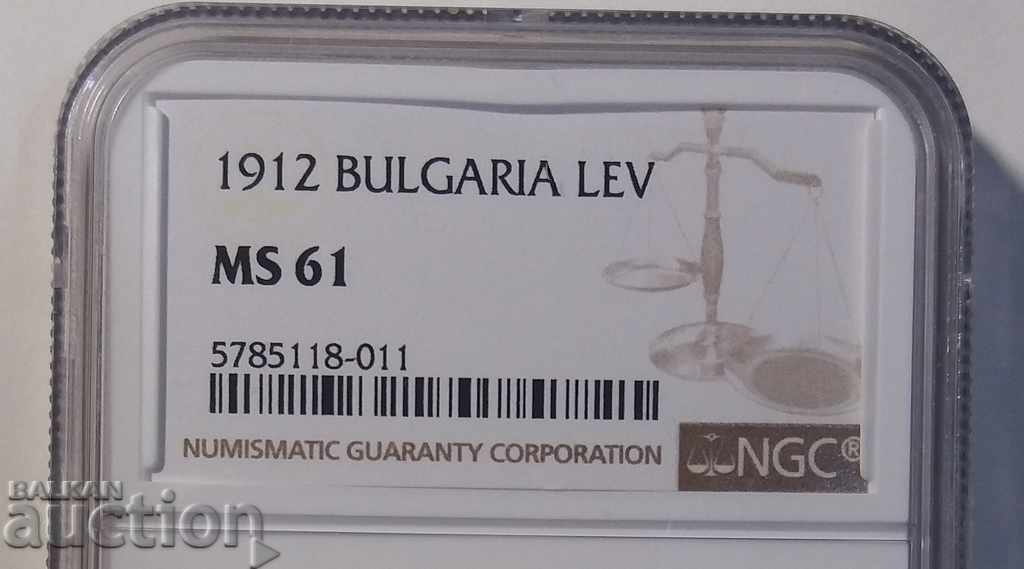 1912 BULGARIA LEV
MS 61
5785118-011
NUMISMATIC GUARANTY CORPORATION
NGC®
BALKAN
auction